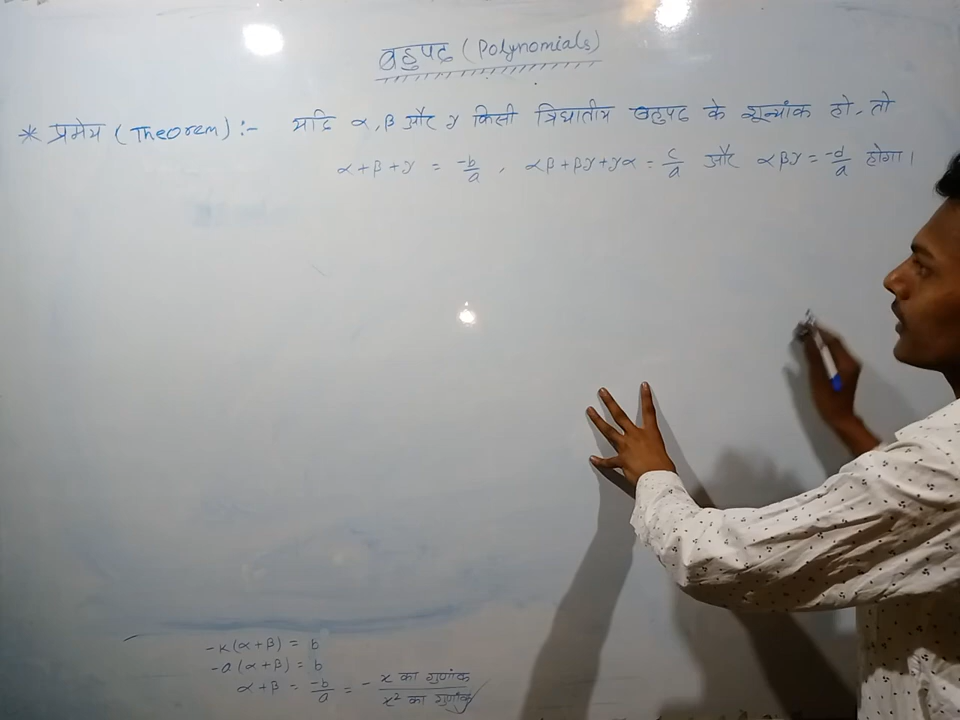 बहुपद (Polynomials)
* प्रमेय (Theorem) :- यदि α, β और γ किसी त्रिघातीय बहुपद के शून्यांक हो, तो
α + β + γ = -b/a , αβ + βγ + γα = c/a और αβγ = -d/a होगा।
-K(α + β) = b
-a(α + β) = b
α + β = -b/a = - x का गुणांक / x² का गुणांक